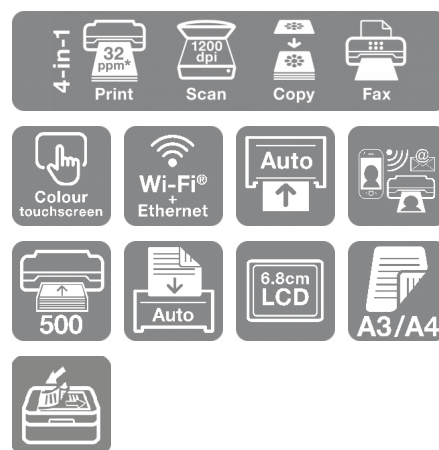 4-in-1
32
ppm*
Print
1200
dpi
Scan
Copy
Fax
Colour
touchscreen
Wi-Fi®
+
Ethernet
Auto
@
500
Auto
6.8cm
LCD
A3/A4